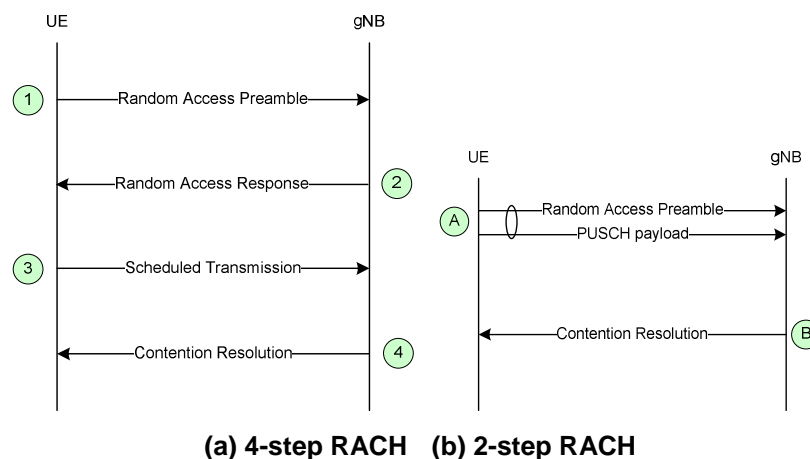 UE gNB
1 Random Access Preamble
Random Access Response 2
3 Scheduled Transmission
Contention Resolution 4
UE gNB
A Random Access Preamble
PUSCH payload
Contention Resolution B
(a) 4-step RACH (b) 2-step RACH